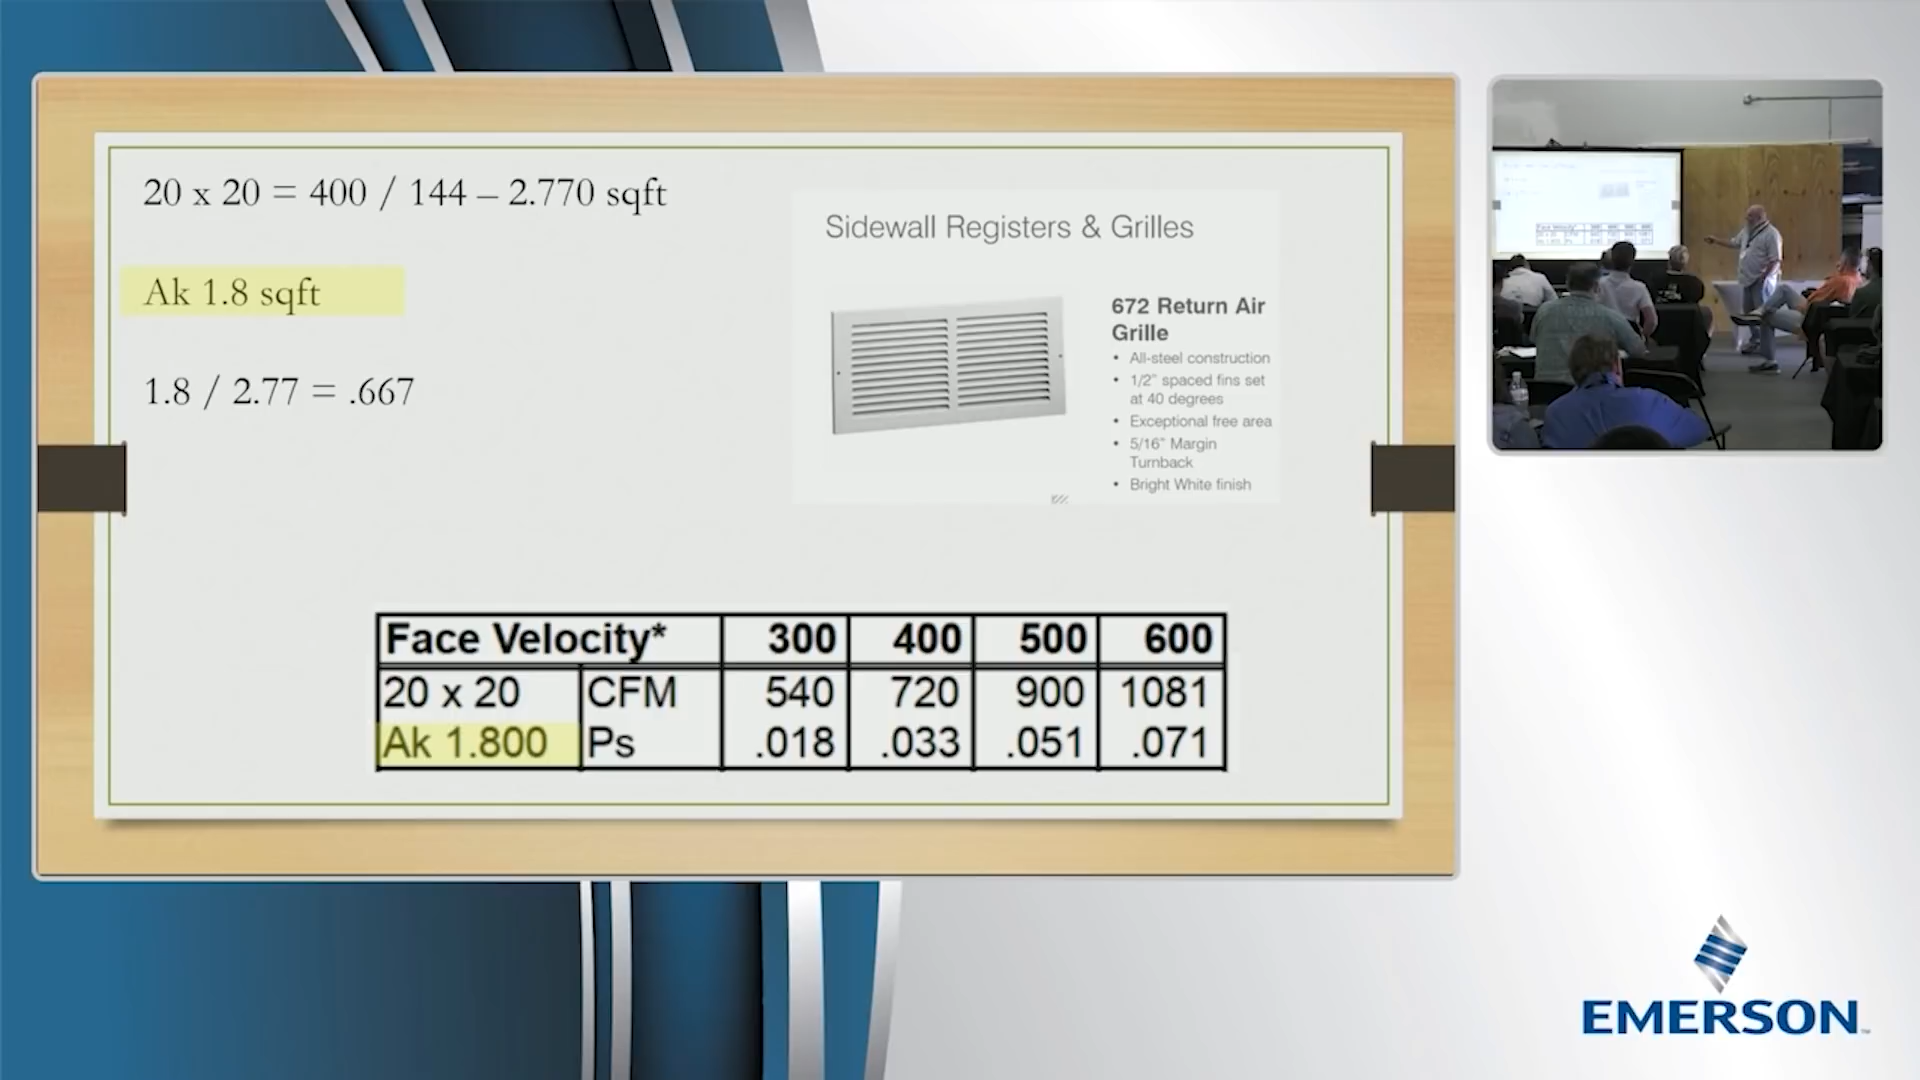 20 x 20 = 400 / 144 – 2.770 sqft
Ak 1.8 sqft
1.8 / 2.77 = .667
Sidewall Registers & Grilles
672 Return Air
Grille
• All-steel construction
• 1/2" spaced fins set
at 40 degrees
• Exceptional free area
• 5/16" Margin
Turnback
• Bright White finish
Face Velocity* 300 400 500 600
20 x 20 CFM 540 720 900 1081
Ak 1.800 Ps .018 .033 .051 .071
EMERSON